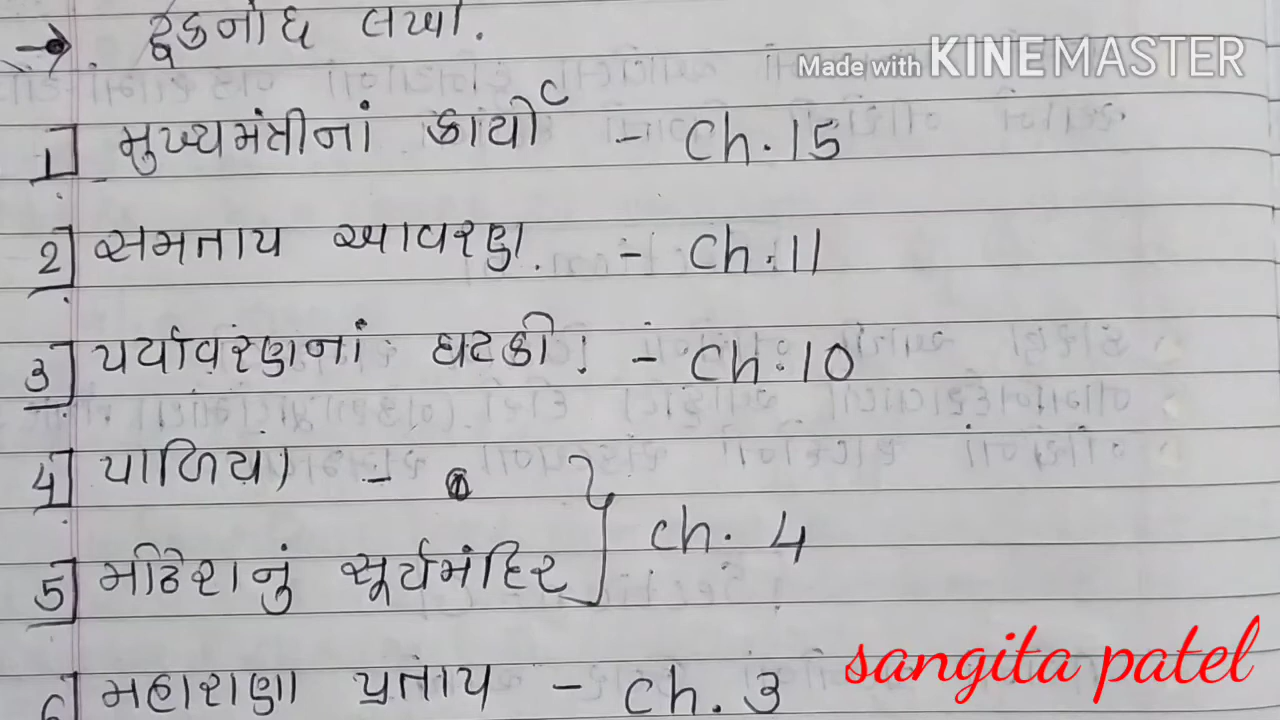 → ટૂંકનોંધ લખો.
Made with KINEMASTER
1] મુખ્યમંત્રીનાં કાર્યો - Ch. 15
2] સમતાપ આવરણ. - Ch. 11
3] પર્યાવરણનાં ઘટકો. - Ch. 10
4] પાળિયા -
5] મોઢેરાનું સૂર્યમંદિર
Ch. 4
6] મહારાણા પ્રતાપ - Ch. 3
sangita patel